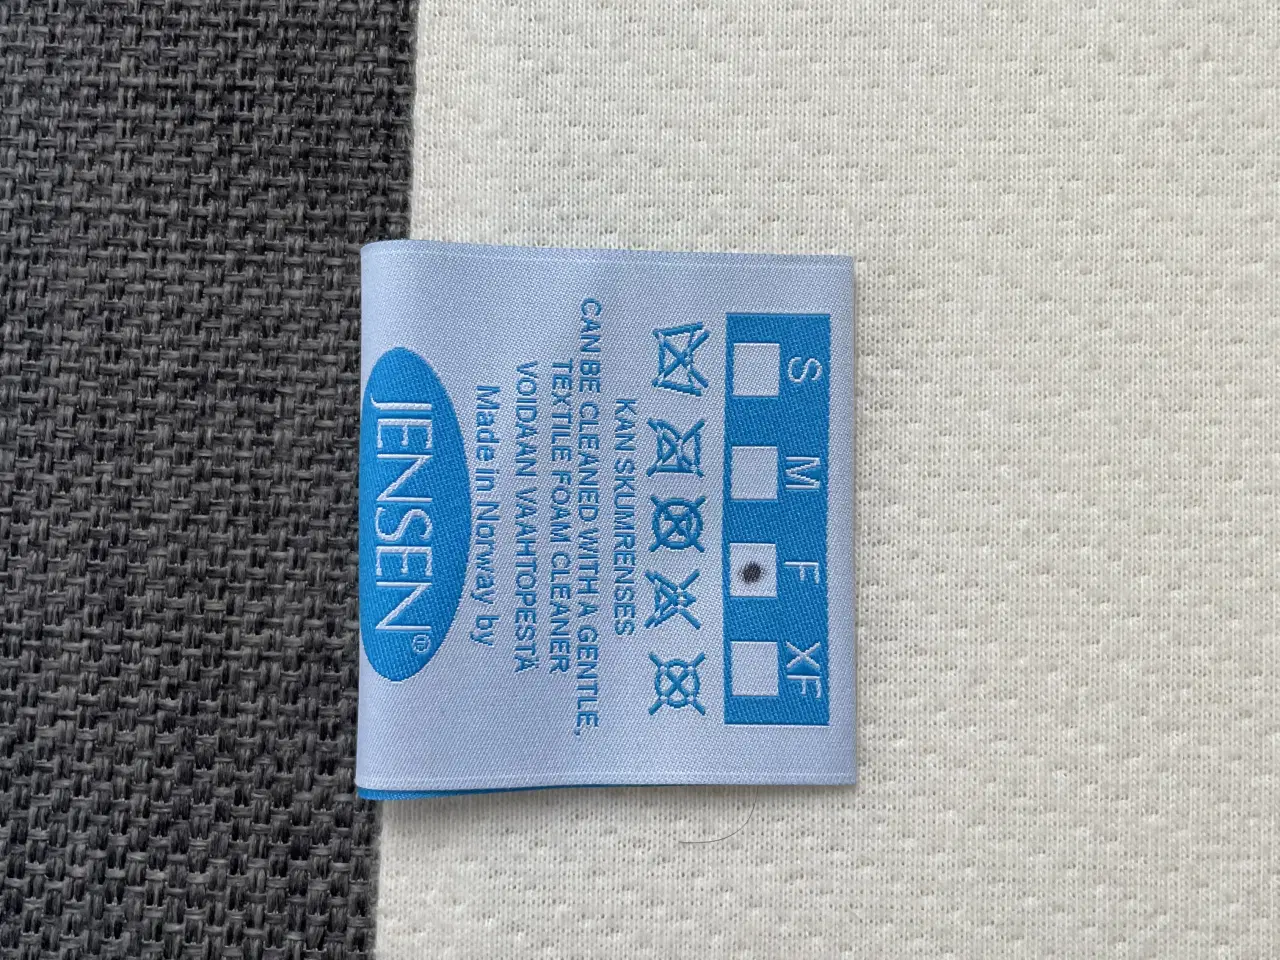 S M F XF
KAN SKUMRENSES
CAN BE CLEANED WITH A GENTLE,
TEXTILE FOAM CLEANER
VOIDAAN VAAHTOPESTÄ
Made in Norway by
JENSEN®